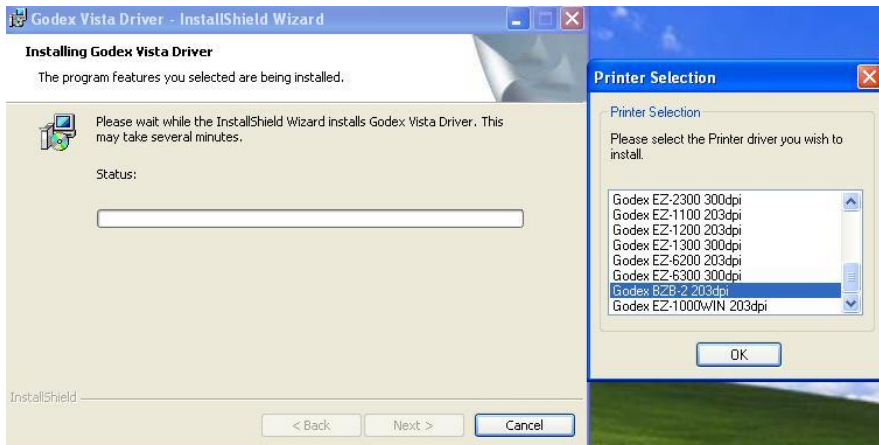 Godex Vista Driver - InstallShield Wizard
Installing Godex Vista Driver
The program features you selected are being installed.
Please wait while the InstallShield Wizard installs Godex Vista Driver. This
may take several minutes.
Status:
InstallShield
< Back
Next >
Cancel
Printer Selection
Printer Selection
Please select the Printer driver you wish to
install.
Godex EZ-2300 300dpi
Godex EZ-1100 203dpi
Godex EZ-1200 203dpi
Godex EZ-1300 300dpi
Godex EZ-6200 203dpi
Godex EZ-6300 300dpi
Godex BZB-2 203dpi
Godex EZ-1000WIN 203dpi
OK